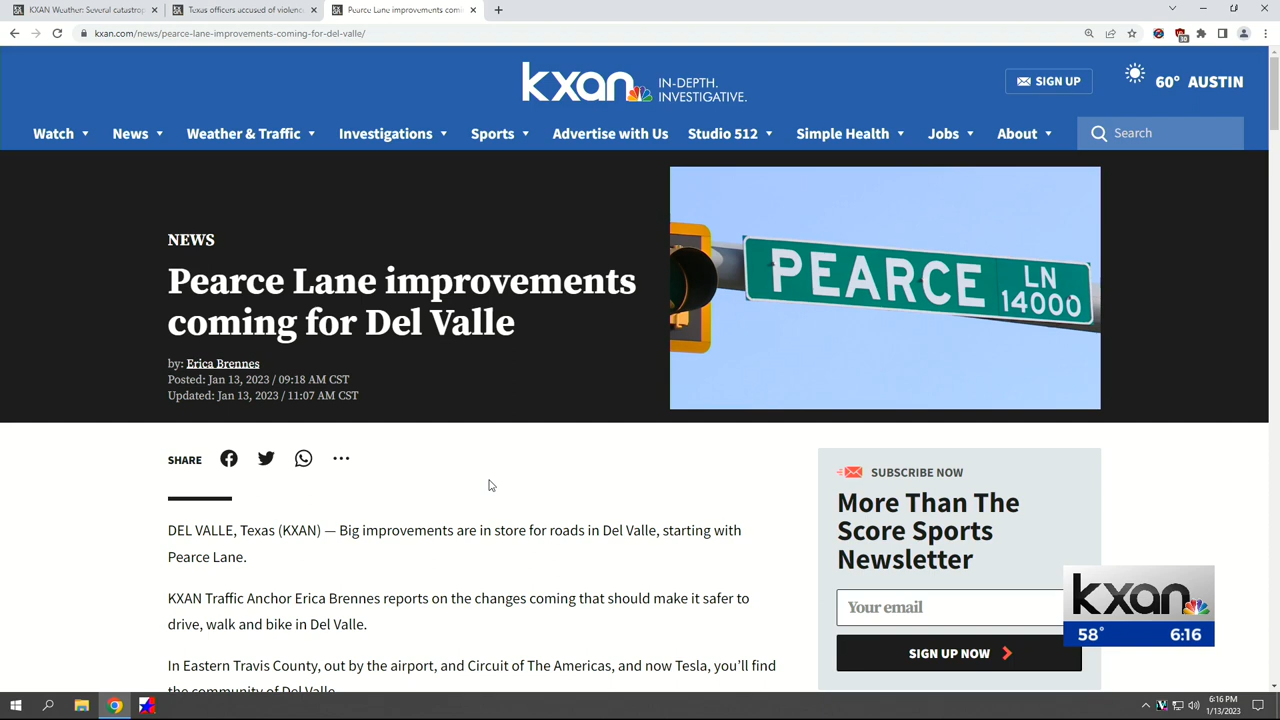 KXAN Weather: Several catastrop
Texas officers accused of violenc
Pearce Lane improvements comi
kxan.com/news/pearce-lane-improvements-coming-for-del-valle/
30
kxan
IN-DEPTH.
INVESTIGATIVE.
SIGN UP
60° AUSTIN
Watch News Weather & Traffic Investigations Sports Advertise with Us Studio 512 Simple Health Jobs About Search
PEARCE LN
14000
NEWS
Pearce Lane improvements
coming for Del Valle
by: Erica Brennes
Posted: Jan 13, 2023 / 09:18 AM CST
Updated: Jan 13, 2023 / 11:07 AM CST
SHARE
DEL VALLE, Texas (KXAN) — Big improvements are in store for roads in Del Valle, starting with
Pearce Lane.
KXAN Traffic Anchor Erica Brennes reports on the changes coming that should make it safer to
drive, walk and bike in Del Valle.
In Eastern Travis County, out by the airport, and Circuit of The Americas, and now Tesla, you'll find
the community of Del Valle
SUBSCRIBE NOW
More Than The
Score Sports
Newsletter
Your email
SIGN UP NOW
kxan
58° 6:16
6:16 PM
1/13/2023